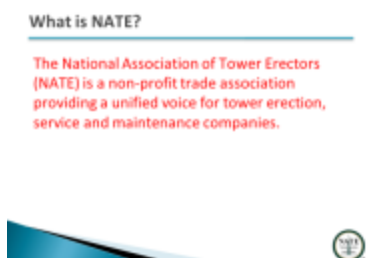 What is NATE?
The National Association of Tower Erectors
(NATE) is a non-profit trade association
providing a unified voice for tower erection,
service and maintenance companies.
NATE